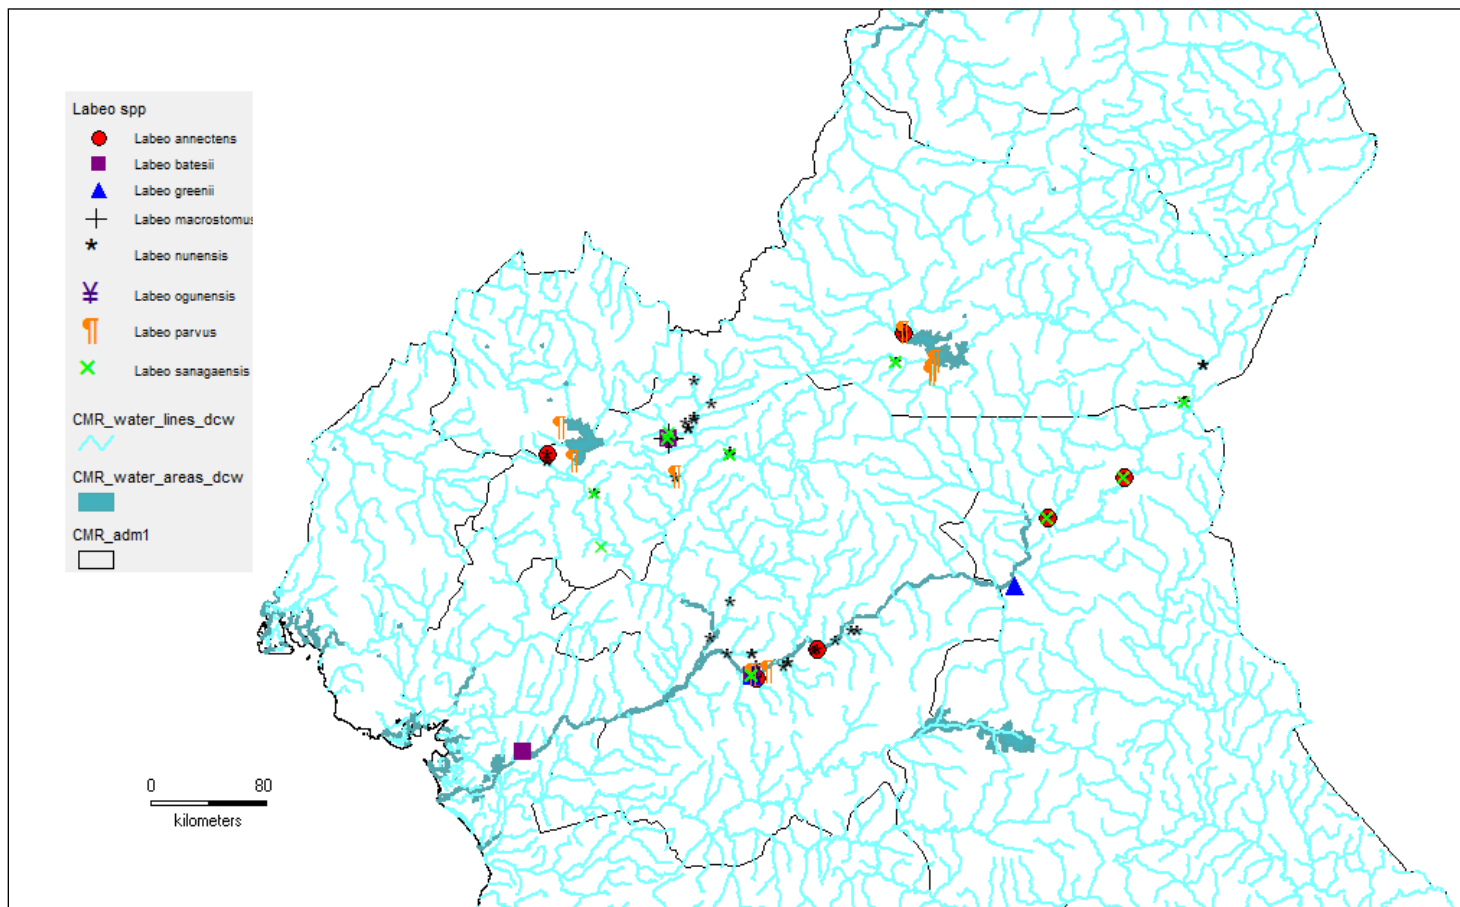 Labeo spp
Labeo annectens
Labeo batesii
Labeo greenii
Labeo macrostomus
Labeo nunensis
Labeo ogunensis
Labeo parvus
Labeo sanagaensis
CMR_water_lines_dcw
CMR_water_areas_dcw
CMR_adm1
0 80
kilometers